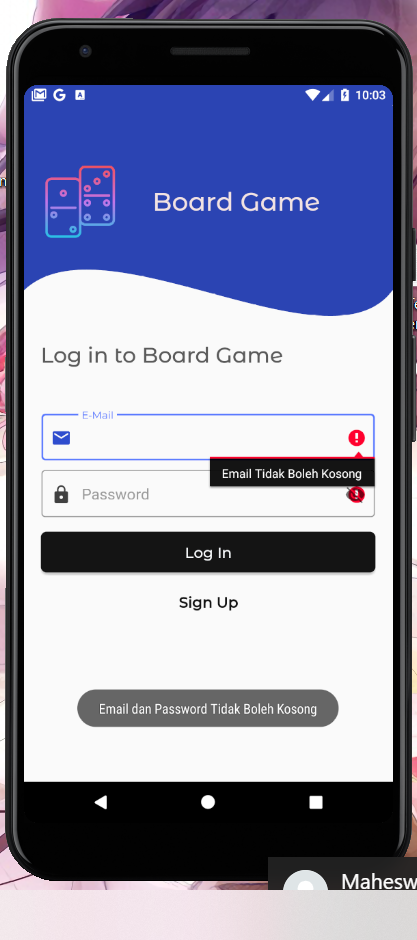 10:03
Board Game
Log in to Board Game
E-Mail
Email Tidak Boleh Kosong
Password
Log In
Sign Up
Email dan Password Tidak Boleh Kosong
Mahesw